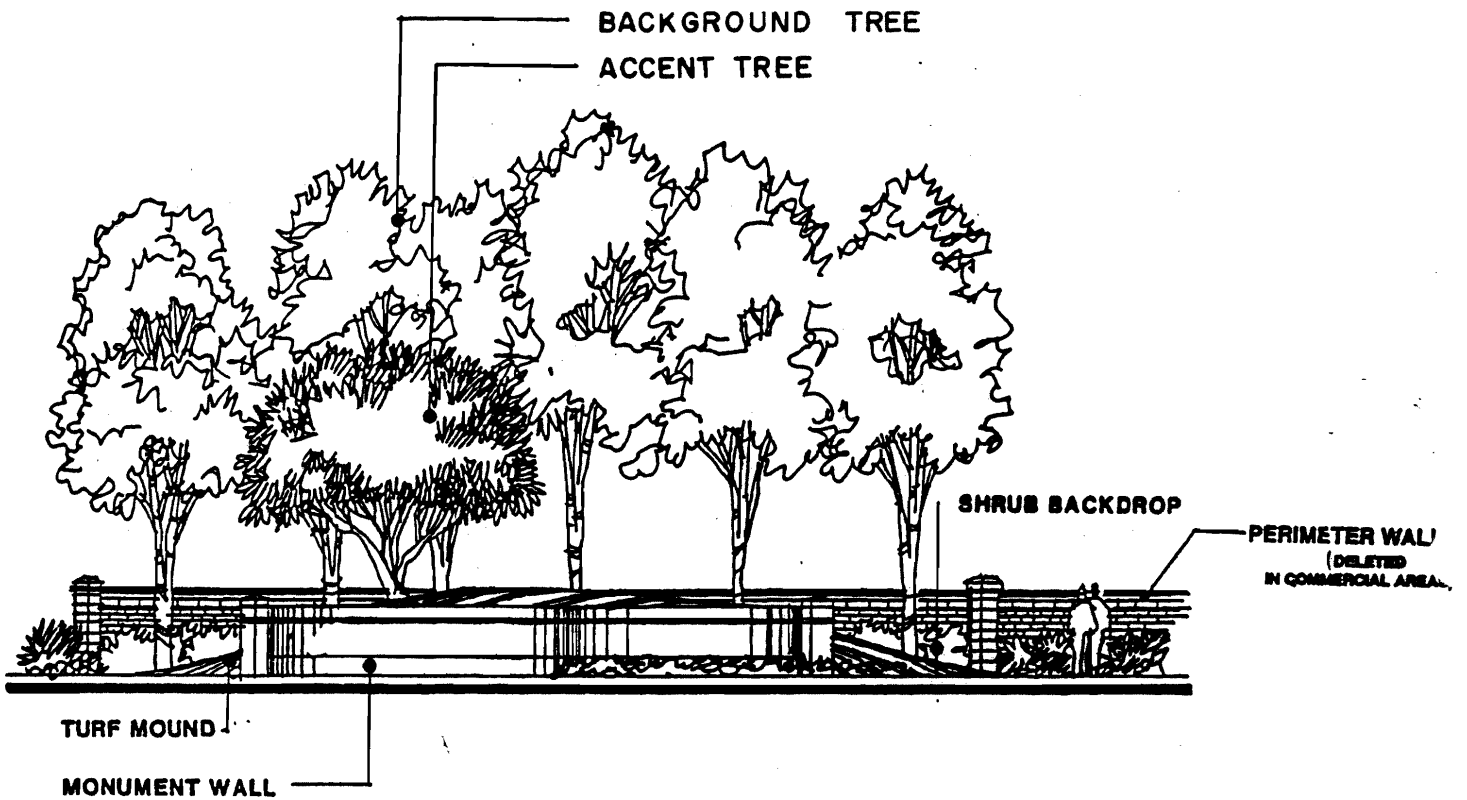 BACKGROUND TREE
ACCENT TREE
SHRUB BACKDROP
PERIMETER WALL
(DELETED
IN COMMERCIAL AREAS,
TURF MOUND
MONUMENT WALL